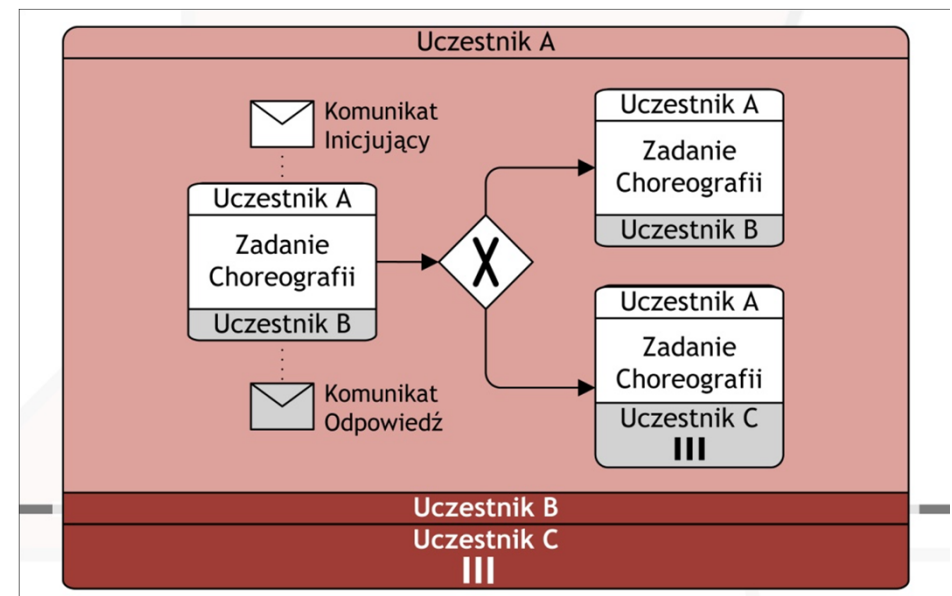 Uczestnik A
Komunikat
Inicjujący
Uczestnik A
Zadanie
Choreografii
Uczestnik B
Komunikat
Odpowiedź
X
Uczestnik A
Zadanie
Choreografii
Uczestnik B
Uczestnik A
Zadanie
Choreografii
Uczestnik C
Uczestnik B
Uczestnik C